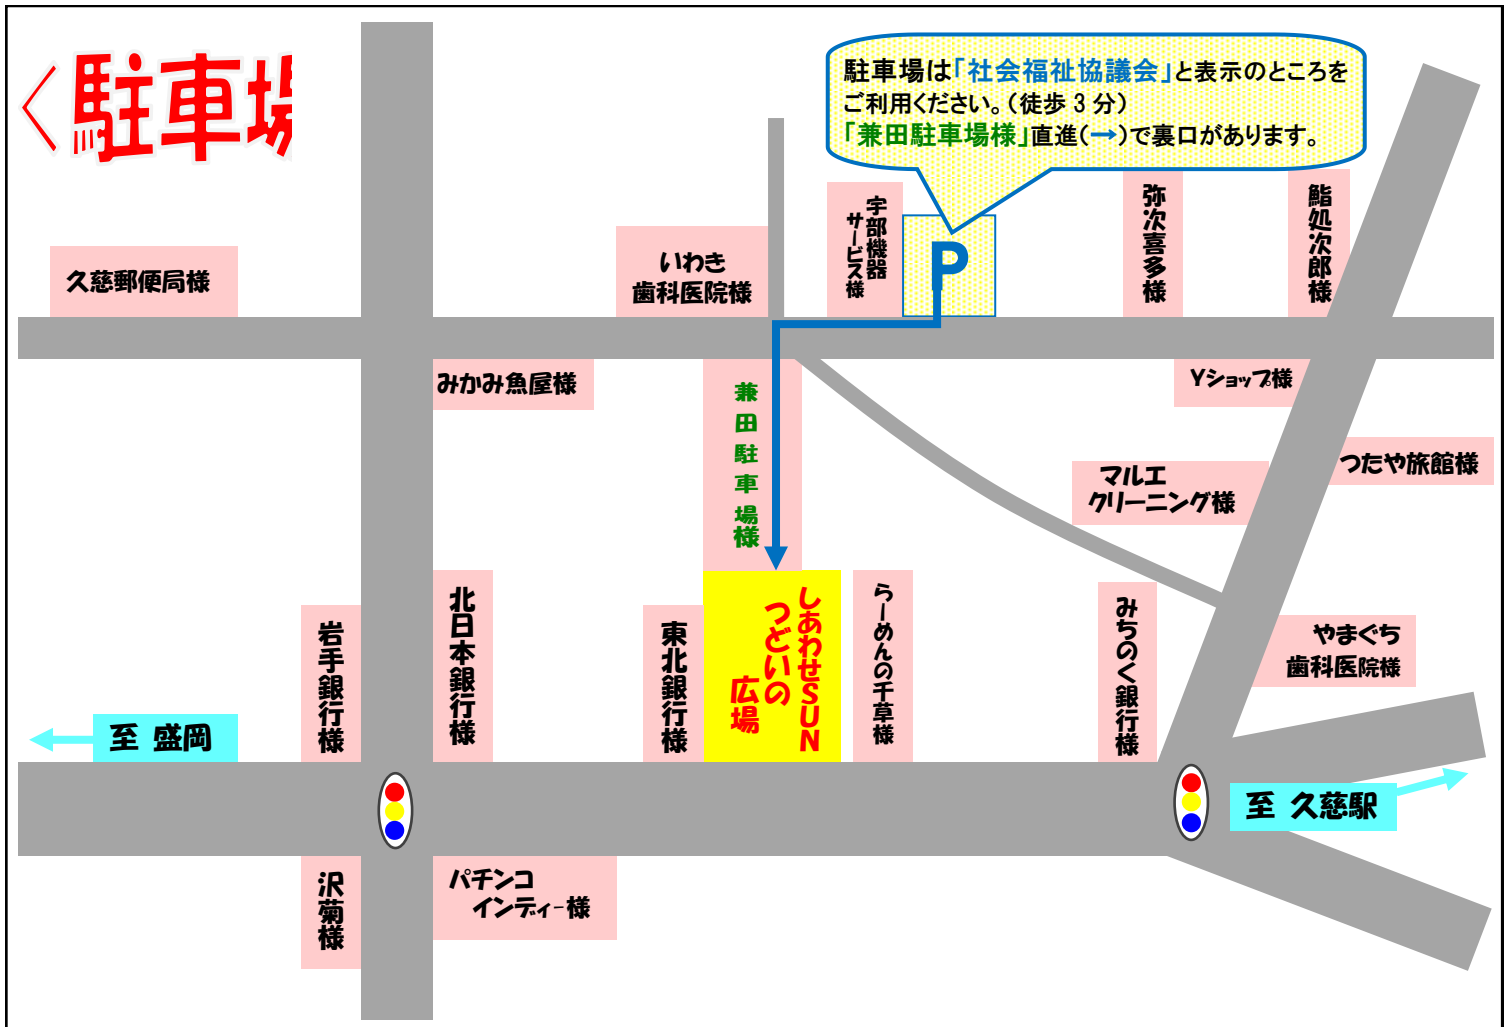 〈駐車場
駐車場は「社会福祉協議会」と表示のところを
ご利用ください。（徒歩 3 分）
「兼田駐車場様」直進（→）で裏口があります。
久慈郵便局様
いわき
歯科医院様
宇部機器
サービス様
P
弥次喜多様
鮨処次郎様
みかみ魚屋様
兼田駐車場様
Yショップ様
つたや旅館様
マルエ
クリーニング様
岩手銀行様
北日本銀行様
東北銀行様
しあわせSUN
つどいの
広場
らーめんの千草様
みちのく銀行様
やまぐち
歯科医院様
至 盛岡
至 久慈駅
沢菊様
パチンコ
インディー様